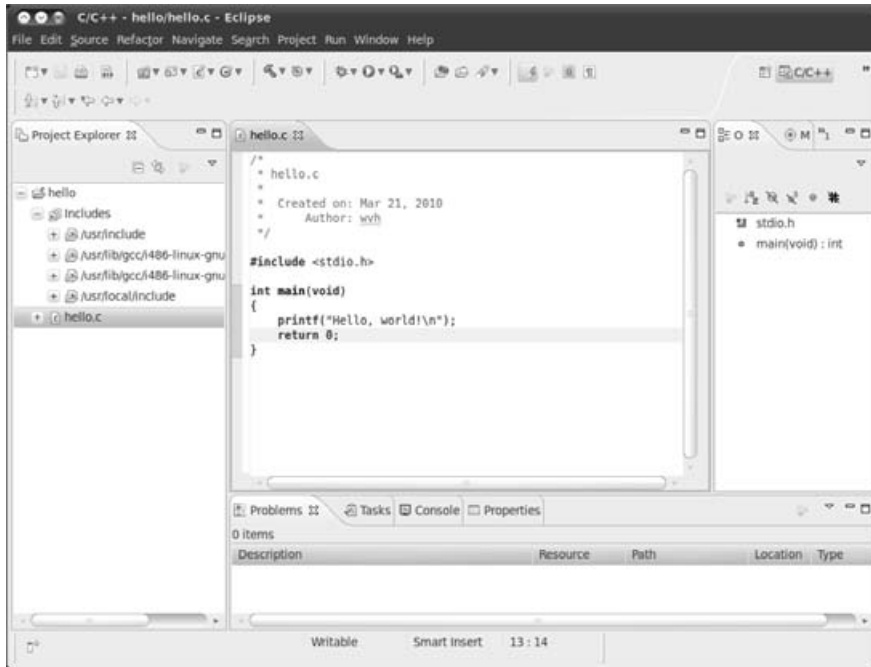 C/C++ - hello/hello.c - Eclipse
File Edit Source Refactor Navigate Search Project Run Window Help
C/C++ "
Project Explorer
hello
Includes
/usr/include
/usr/lib/gcc/i486-linux-gnu
/usr/lib/gcc/i486-linux-gnu
/usr/local/include
hello.c
hello.c
/*
* hello.c
*
* Created on: Mar 21, 2010
* Author: wvh
*/
#include <stdio.h>
int main(void)
{
printf("Hello, world!\n");
return 0;
}
O M "1
stdio.h
main(void) : int
Problems Tasks Console Properties
0 items
Description Resource Path Location Type
Writable Smart Insert 13 : 14